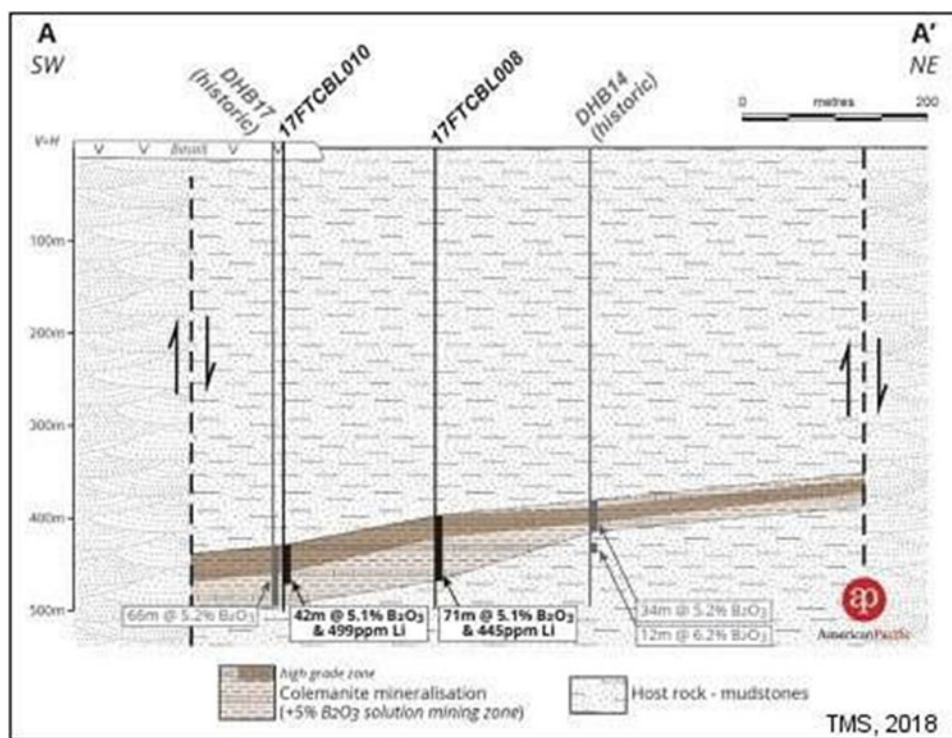 A
A'
SW
NE
DHB17
(historic)
17FTCBL010
17FTCBL008
DHB14
(historic)
0 metres 200
V=H
Basalt
100m
200m
300m
400m
500m
66m @ 5.2% B₂O₃
42m @ 5.1% B₂O₃
& 499ppm Li
71m @ 5.1% B₂O₃
& 445ppm Li
34m @ 5.2% B₂O₃
12m @ 6.2% B₂O₃
ap
AmericanPacific
high grade zone
Colemanite mineralisation
(+5% B₂O₃ solution mining zone)
Host rock - mudstones
TMS, 2018